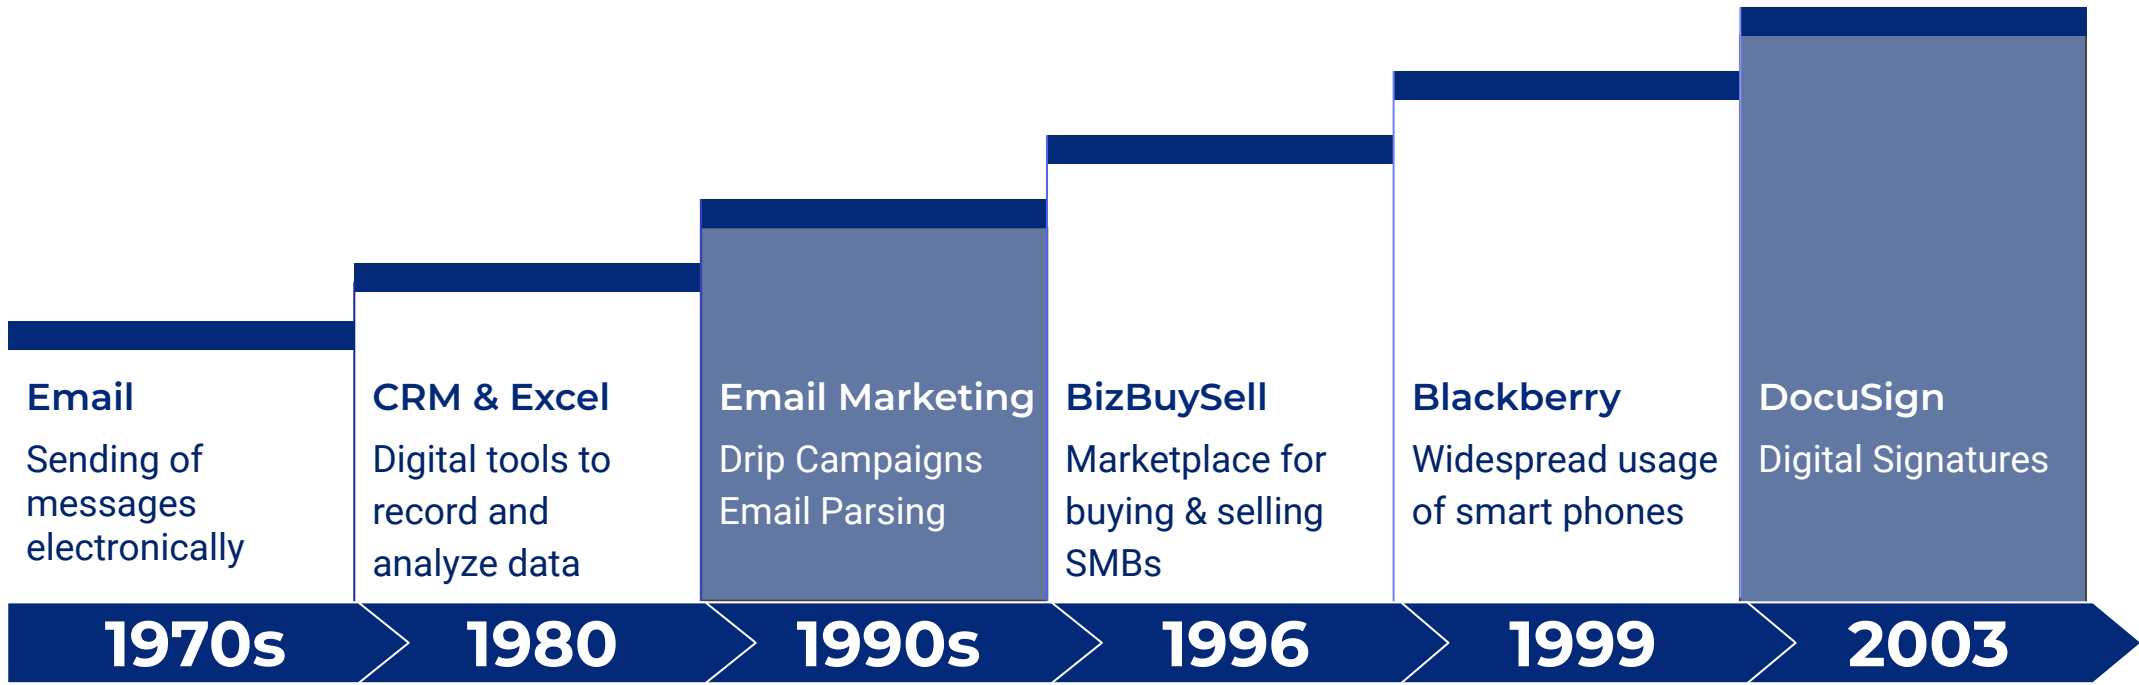 Email
Sending of
messages
electronically
CRM & Excel
Digital tools to
record and
analyze data
Email Marketing
Drip Campaigns
Email Parsing
BizBuySell
Marketplace for
buying & selling
SMBs
Blackberry
Widespread usage
of smart phones
DocuSign
Digital Signatures
1970s
1980
1990s
1996
1999
2003